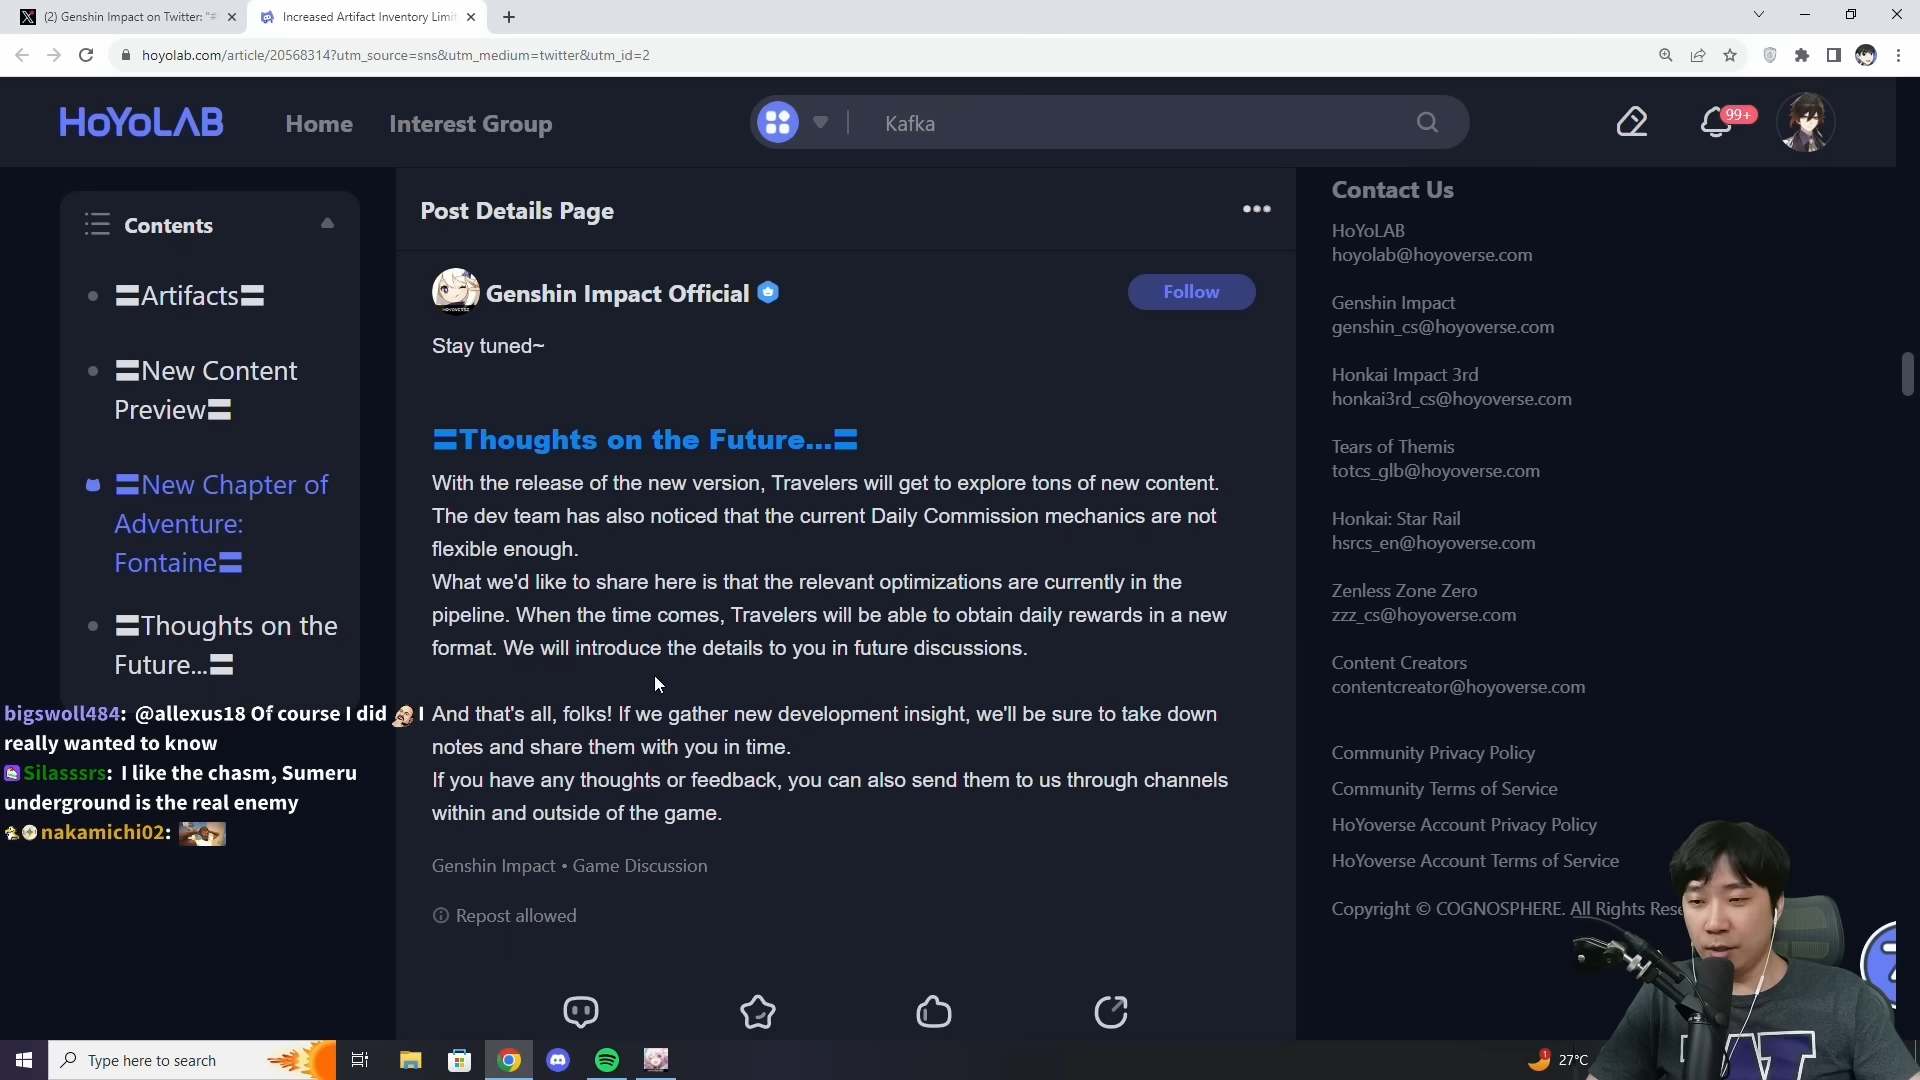 (2) Genshin Impact on Twitter: "#
Increased Artifact Inventory Limi
hoyolab.com/article/20568314?utm_source=sns&utm_medium=twitter&utm_id=2
HoYoLAB
Home
Interest Group
Kafka
99+
Contents
〓Artifacts〓
〓New Content
Preview〓
〓New Chapter of
Adventure:
Fontaine〓
〓Thoughts on the
Future...〓
Post Details Page
Genshin Impact Official
Follow
Stay tuned~
〓Thoughts on the Future...〓
With the release of the new version, Travelers will get to explore tons of new content.
The dev team has also noticed that the current Daily Commission mechanics are not
flexible enough.
What we'd like to share here is that the relevant optimizations are currently in the
pipeline. When the time comes, Travelers will be able to obtain daily rewards in a new
format. We will introduce the details to you in future discussions.
And that's all, folks! If we gather new development insight, we'll be sure to take down
notes and share them with you in time.
If you have any thoughts or feedback, you can also send them to us through channels
within and outside of the game.
Genshin Impact • Game Discussion
Repost allowed
Contact Us
HoYoLAB
hoyolab@hoyoverse.com
Genshin Impact
genshin_cs@hoyoverse.com
Honkai Impact 3rd
honkai3rd_cs@hoyoverse.com
Tears of Themis
totcs_glb@hoyoverse.com
Honkai: Star Rail
hsrcs_en@hoyoverse.com
Zenless Zone Zero
zzz_cs@hoyoverse.com
Content Creators
contentcreator@hoyoverse.com
Community Privacy Policy
Community Terms of Service
HoYoverse Account Privacy Policy
HoYoverse Account Terms of Service
Copyright © COGNOSPHERE. All Rights Rese
bigswoll484: @allexus18 Of course I did I
really wanted to know
Silasssrs: I like the chasm, Sumeru
underground is the real enemy
nakamichi02:
Type here to search
1
27°C